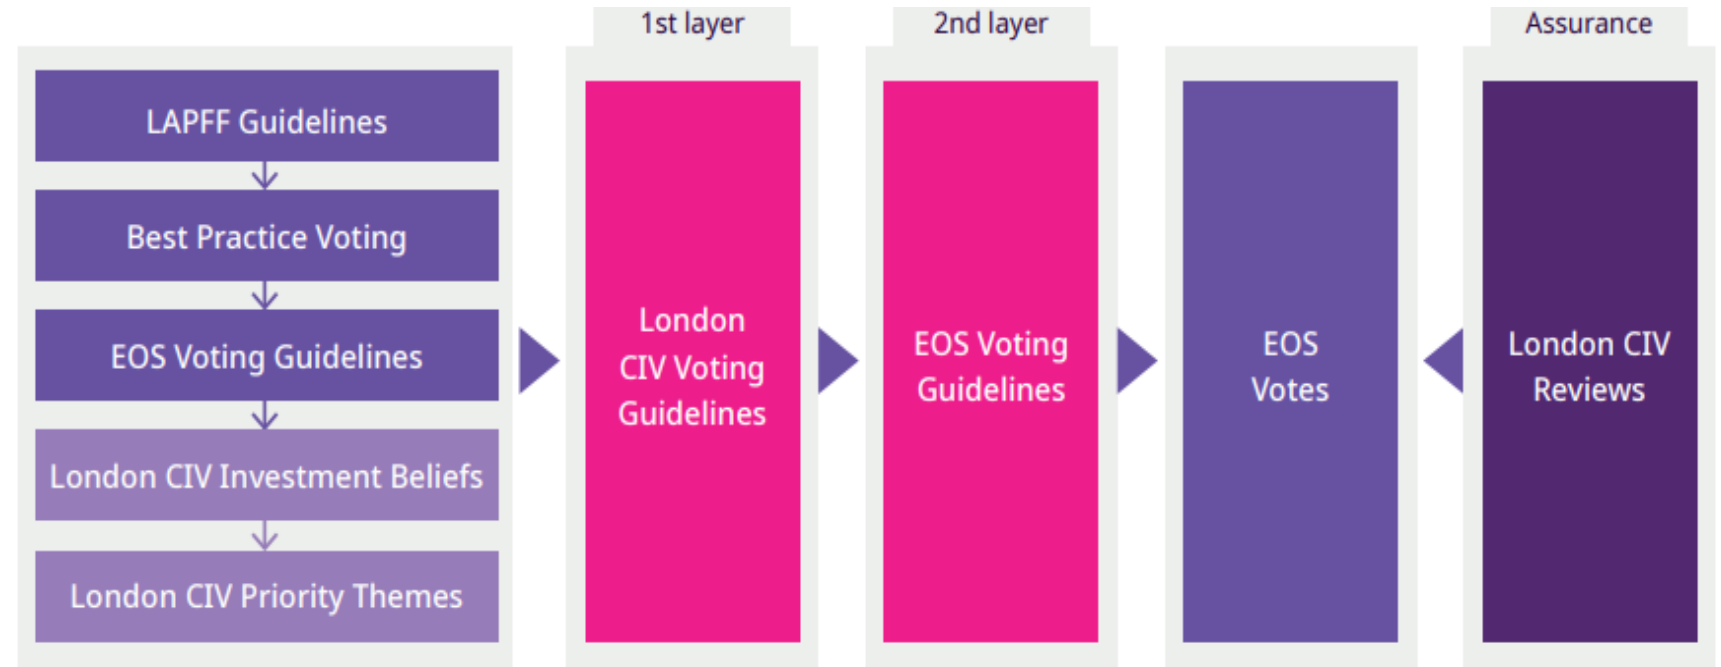 LAPFF Guidelines
Best Practice Voting
EOS Voting Guidelines
London CIV Investment Beliefs
London CIV Priority Themes
1st layer
London
CIV Voting
Guidelines
2nd layer
EOS Voting
Guidelines
EOS
Votes
Assurance
London CIV
Reviews